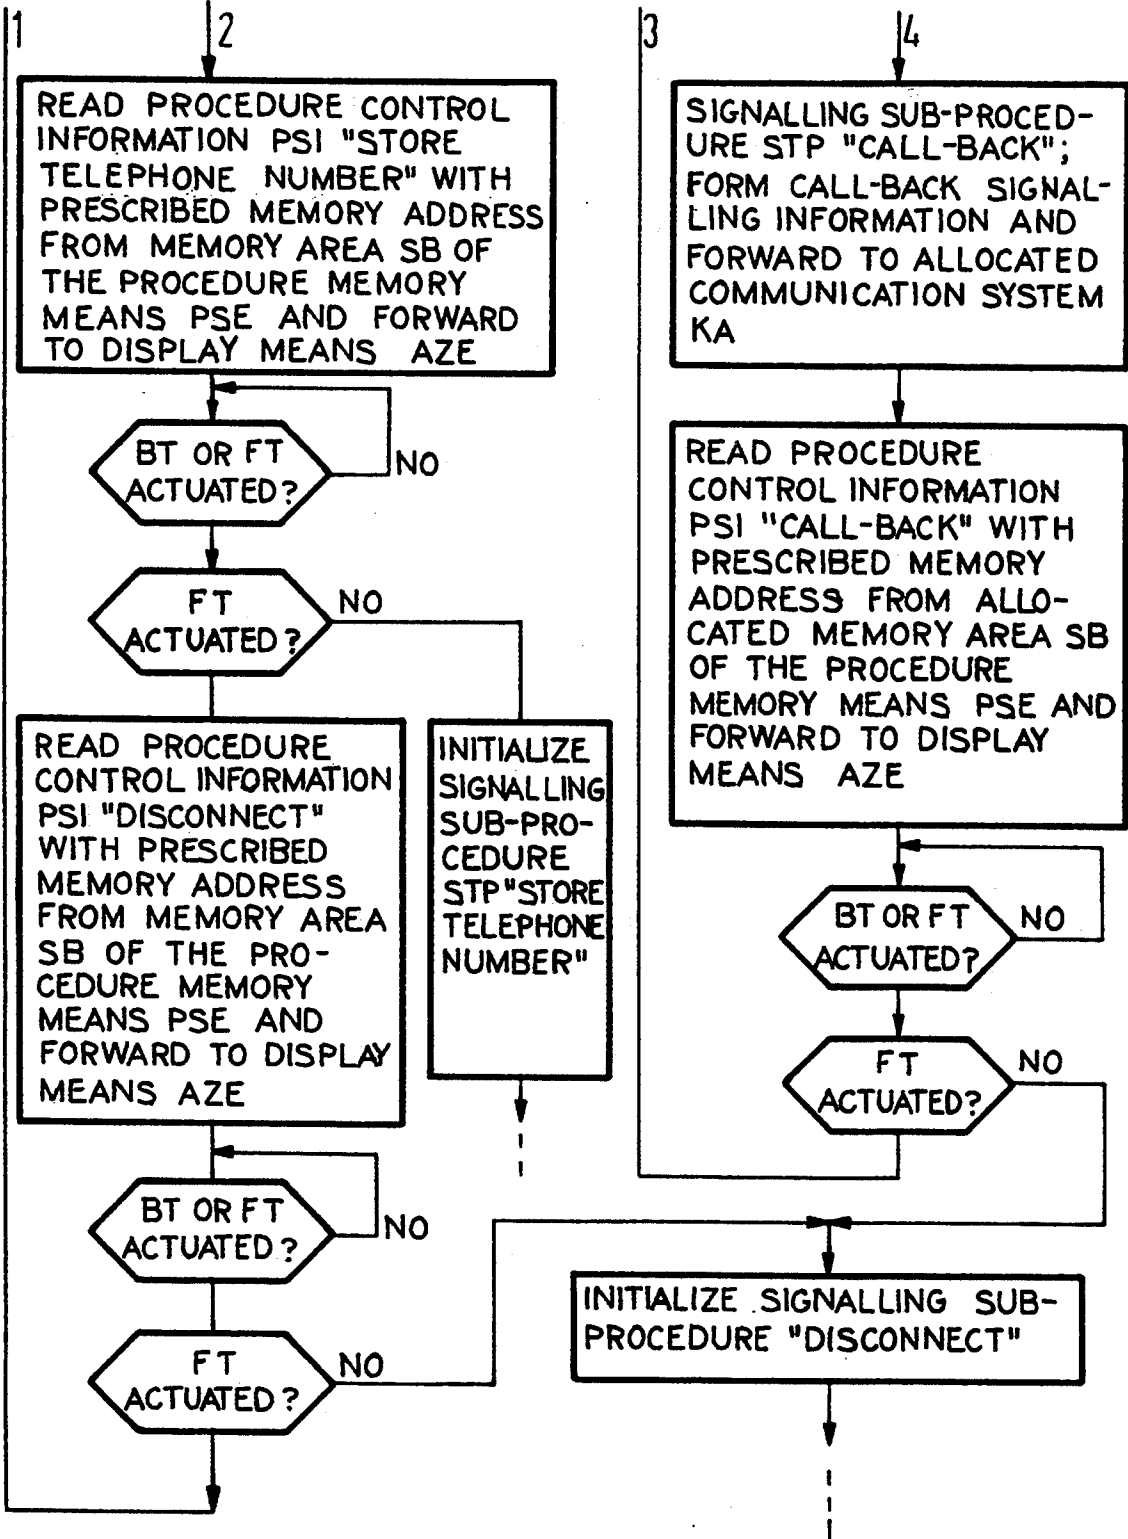 1
2
READ PROCEDURE CONTROL
INFORMATION PSI "STORE
TELEPHONE NUMBER" WITH
PRESCRIBED MEMORY ADDRESS
FROM MEMORY AREA SB OF
THE PROCEDURE MEMORY
MEANS PSE AND FORWARD
TO DISPLAY MEANS AZE
BT OR FT
ACTUATED?
NO
FT
ACTUATED?
NO
READ PROCEDURE
CONTROL INFORMATION
PSI "DISCONNECT"
WITH PRESCRIBED
MEMORY ADDRESS
FROM MEMORY AREA
SB OF THE PRO-
CEDURE MEMORY
MEANS PSE AND
FORWARD TO DISPLAY
MEANS AZE
INITIALIZE
SIGNALLING
SUB-PRO-
CEDURE
STP "STORE
TELEPHONE
NUMBER"
BT OR FT
ACTUATED?
NO
FT
ACTUATED?
NO
3
4
SIGNALLING SUB-PROCED-
URE STP "CALL-BACK";
FORM CALL-BACK SIGNAL-
LING INFORMATION AND
FORWARD TO ALLOCATED
COMMUNICATION SYSTEM
KA
READ PROCEDURE
CONTROL INFORMATION
PSI "CALL-BACK" WITH
PRESCRIBED MEMORY
ADDRESS FROM ALLO-
CATED MEMORY AREA SB
OF THE PROCEDURE
MEMORY MEANS PSE AND
FORWARD TO DISPLAY
MEANS AZE
BT OR FT
ACTUATED?
NO
FT
ACTUATED?
NO
INITIALIZE SIGNALLING SUB-
PROCEDURE "DISCONNECT"